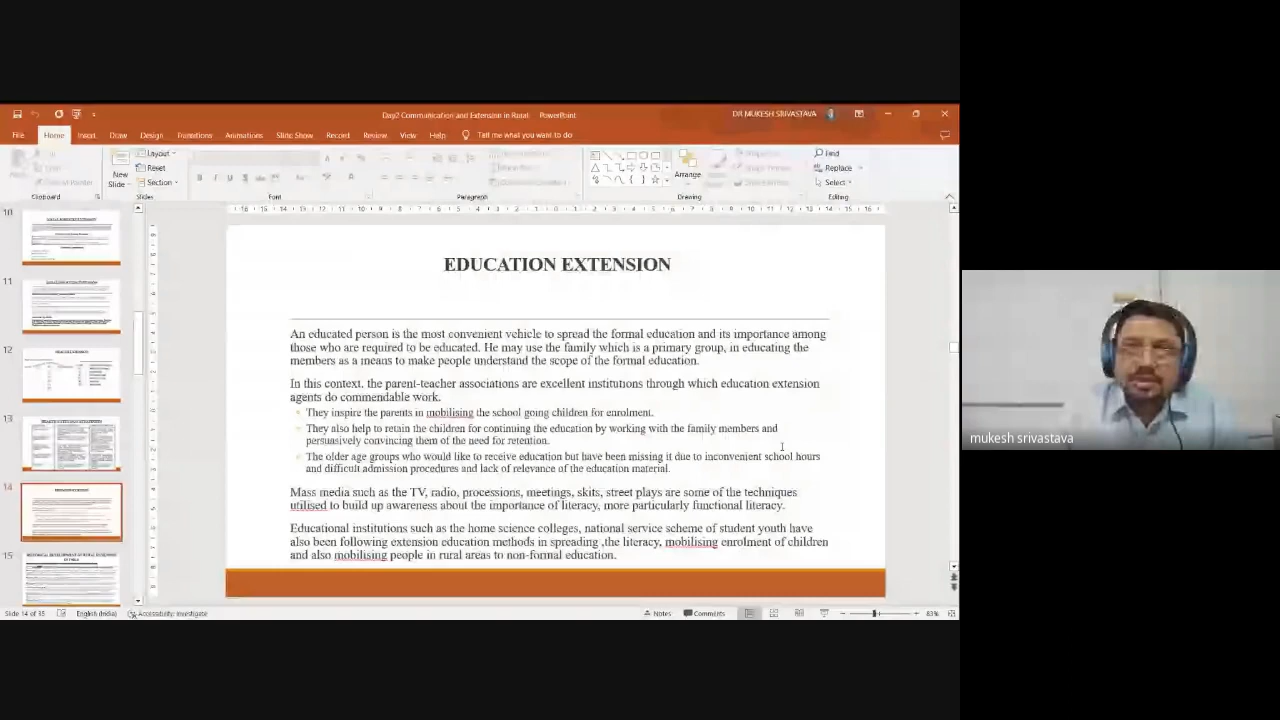 Day2 Communication and Extension in Rural - PowerPoint
DR MUKESH SRIVASTAVA
File Home Insert Draw Design Transitions Animations Slide Show Record Review View Help Tell me what you want to do
New
Slide
Layout
Reset
Section
Arrange
Find
Replace
Select
Clipboard Slides Font Paragraph Drawing Editing
10
11
12
13
14
15
EDUCATION EXTENSION
An educated person is the most convenient vehicle to spread the formal education and its importance among
those who are required to be educated. He may use the family which is a primary group, in educating the
members as a means to make people understand the scope of the formal education.
In this context, the parent-teacher associations are excellent institutions through which education extension
agents do commendable work.
They inspire the parents in mobilising the school going children for enrolment.
They also help to retain the children for continuing the education by working with the family members and
persuasively convincing them of the need for retention.
The older age groups who would like to receive education but have been missing it due to inconvenient school hours
and difficult admission procedures and lack of relevance of the education material.
Mass media such as the TV, radio, processions, meetings, skits, street plays are some of the techniques
utilised to build up awareness about the importance of literacy, more particularly functional literacy.
Educational institutions such as the home science colleges, national service scheme of student youth have
also been following extension education methods in spreading ,the literacy, mobilising enrolment of children
and also mobilising people in rural areas to non-formal education.
Slide 14 of 35 English (India) Accessibility: Investigate Notes Comments 83%
mukesh srivastava